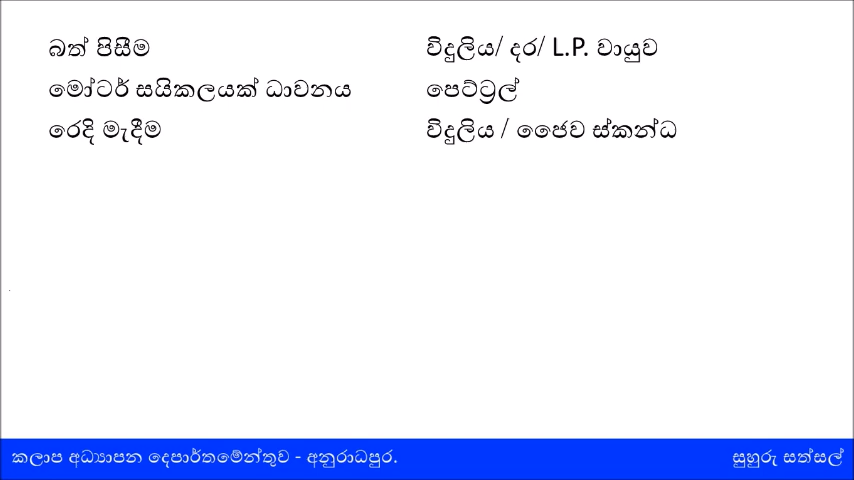 බත් පිසීම විදුලිය/ දර/ L.P. වායුව
මෝටර් සයිකලයක් ධාවනය පෙට්ට්‍රල්
රෙදි මැදීම විදුලිය / ජෛව ස්කන්ධ
කලාප අධ්‍යාපන දෙපාර්තමේන්තුව - අනුරාධපුර. සුහුරු සත්සල්